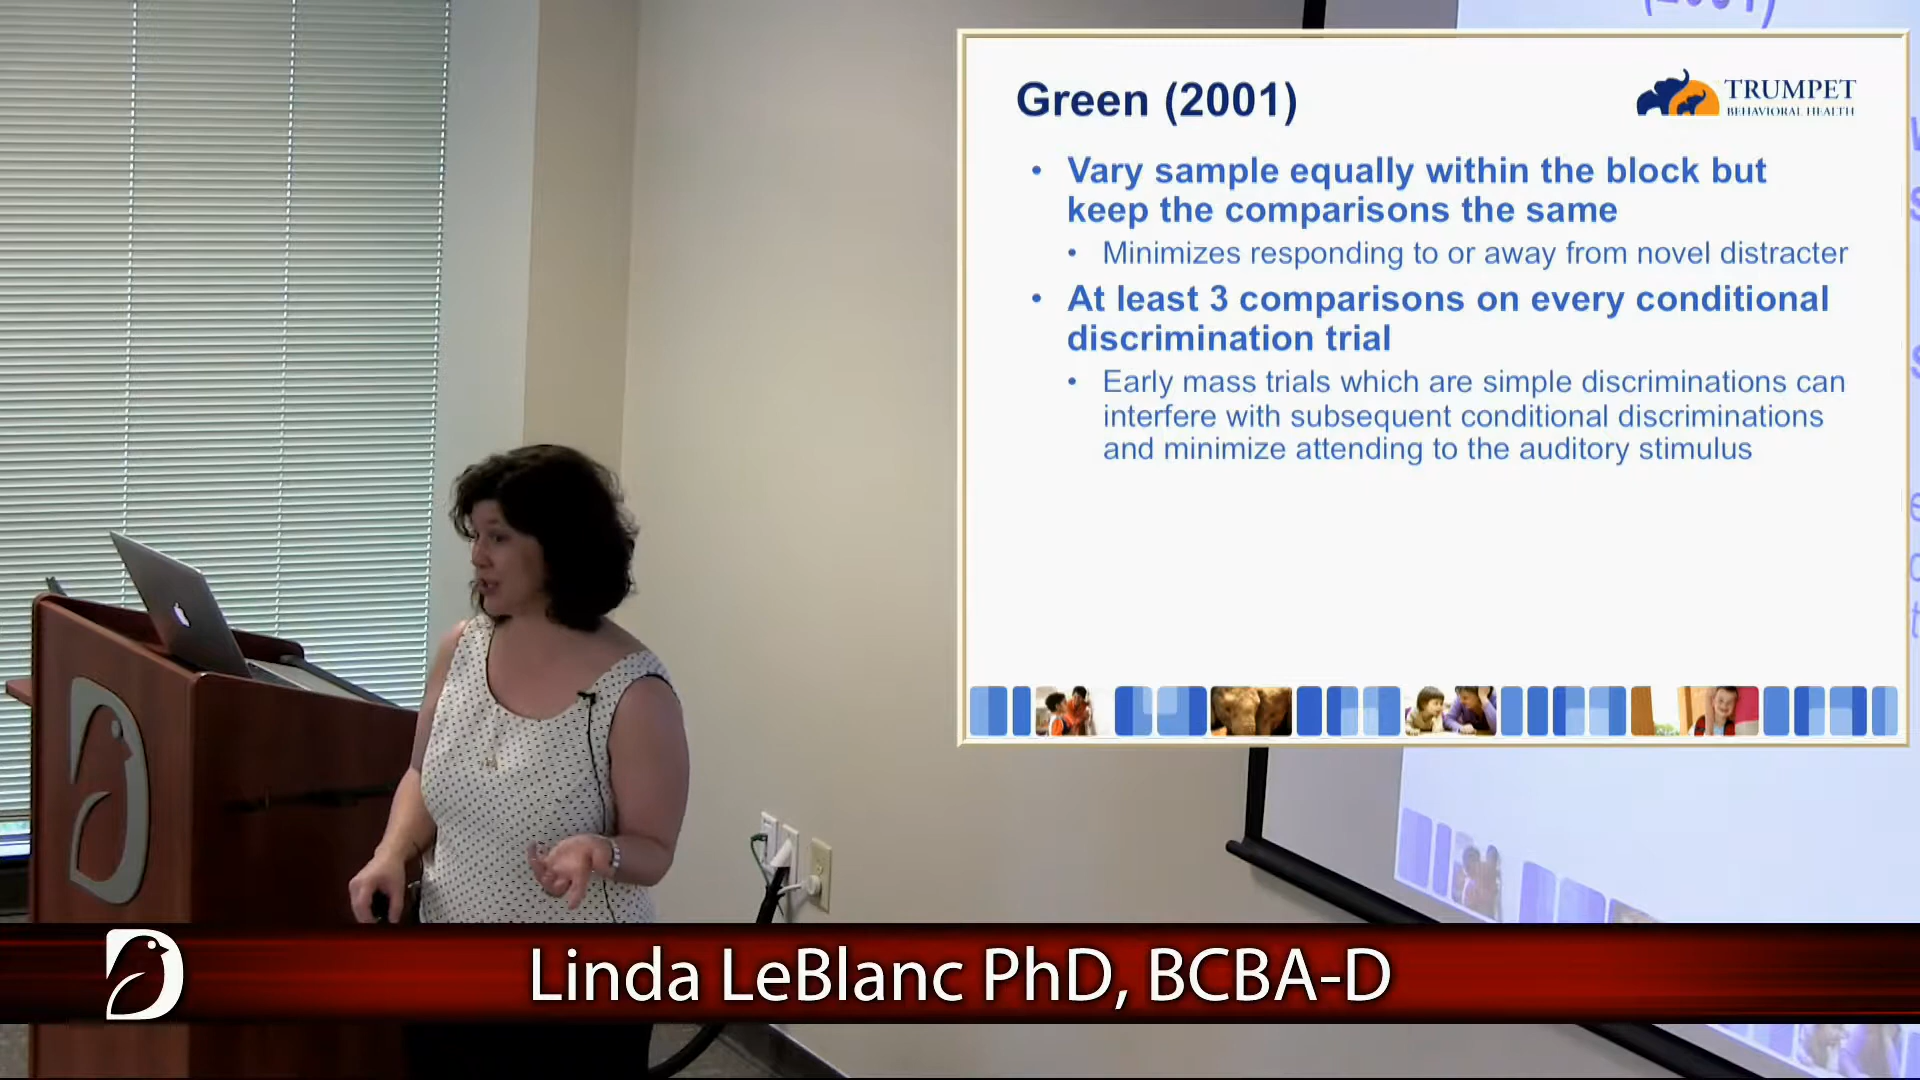 Green (2001)
TRUMPET
BEHAVIORAL HEALTH
• Vary sample equally within the block but
keep the comparisons the same
• Minimizes responding to or away from novel distracter
• At least 3 comparisons on every conditional
discrimination trial
• Early mass trials which are simple discriminations can
interfere with subsequent conditional discriminations
and minimize attending to the auditory stimulus
Linda LeBlanc PhD, BCBA-D